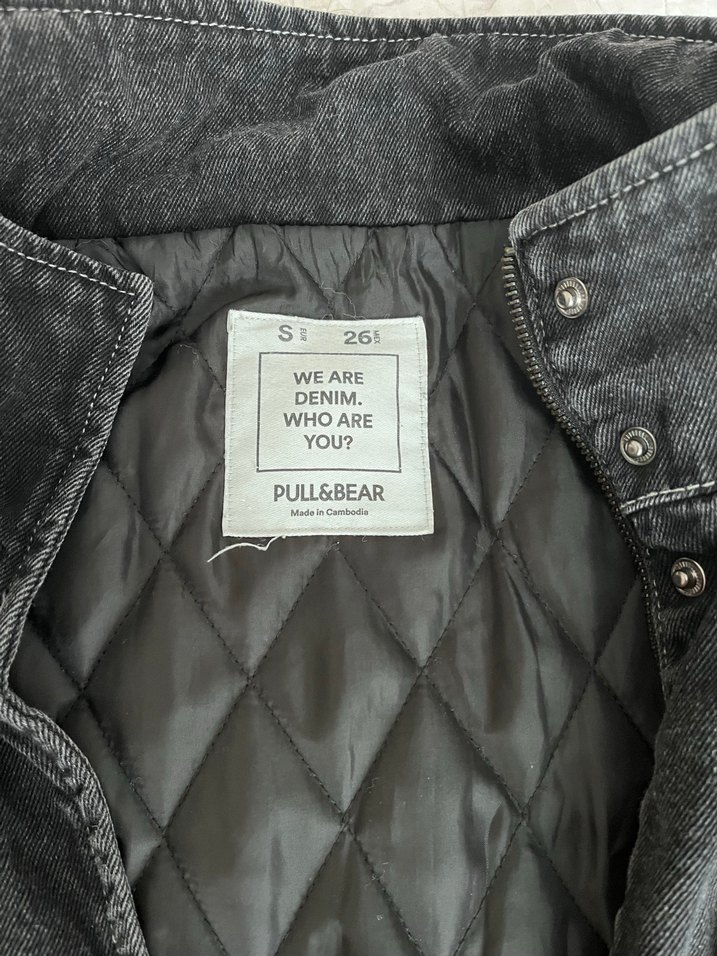 S EUR 26 MEX
WE ARE
DENIM.
WHO ARE
YOU?
PULL&BEAR
Made in Cambodia